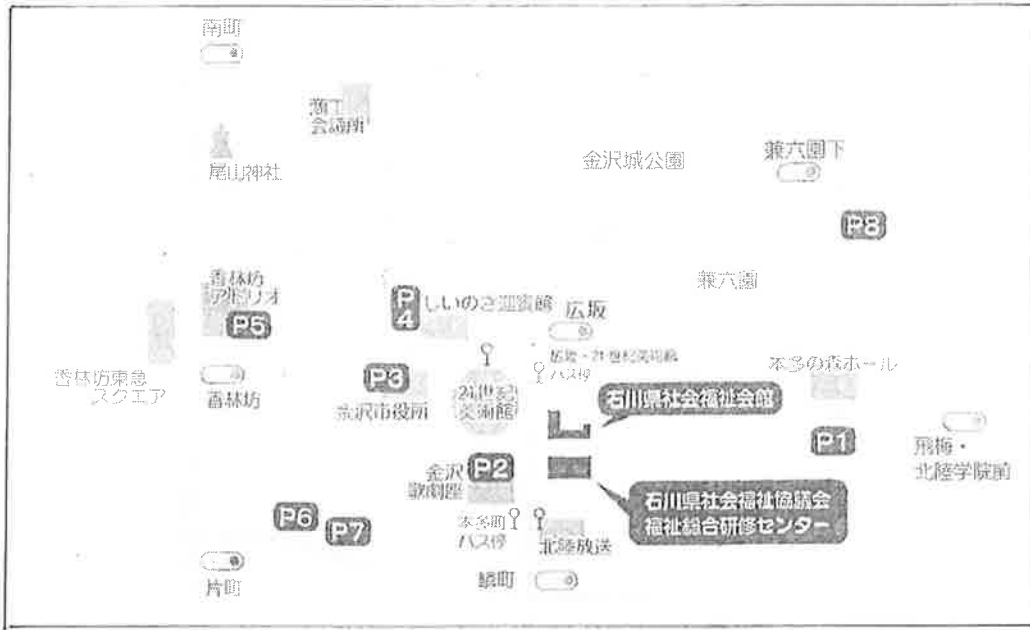 南町
商工
会議所
尾山神社
金沢城公園
兼六園下
P8
兼六園
香林坊
アトリオ
P5
P
4
しいのき迎賓館
広坂
広坂・21世紀美術館
バス停
本多の森ホール
香林坊東急
スクエア
香林坊
P3
金沢市役所
21世紀
美術館
石川県社会福祉会館
P1
飛梅・
北陸学院前
金沢
歌劇座
P2
石川県社会福祉協議会
福祉総合研修センター
P6
P7
本多町
バス停
北陸放送
片町